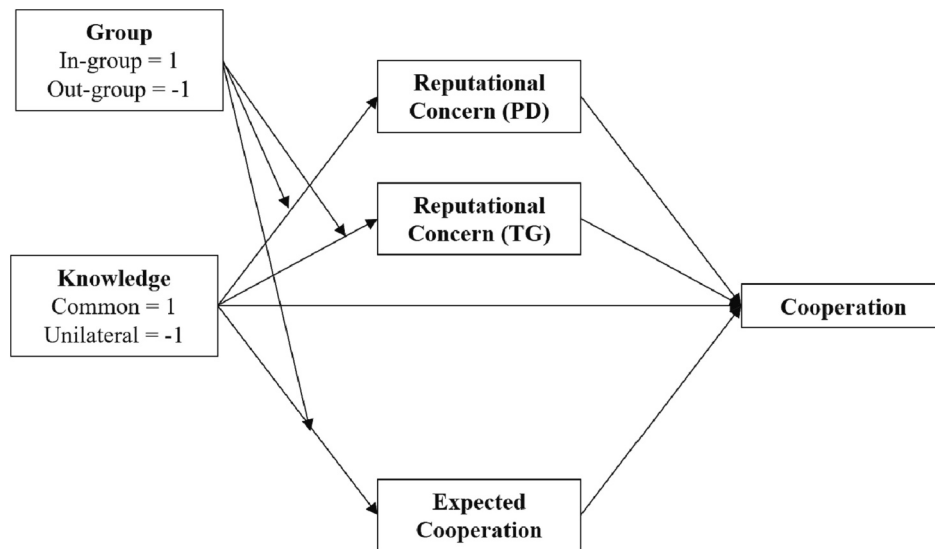 Group
In-group = 1
Out-group = -1
Reputational
Concern (PD)
Reputational
Concern (TG)
Knowledge
Common = 1
Unilateral = -1
Cooperation
Expected
Cooperation